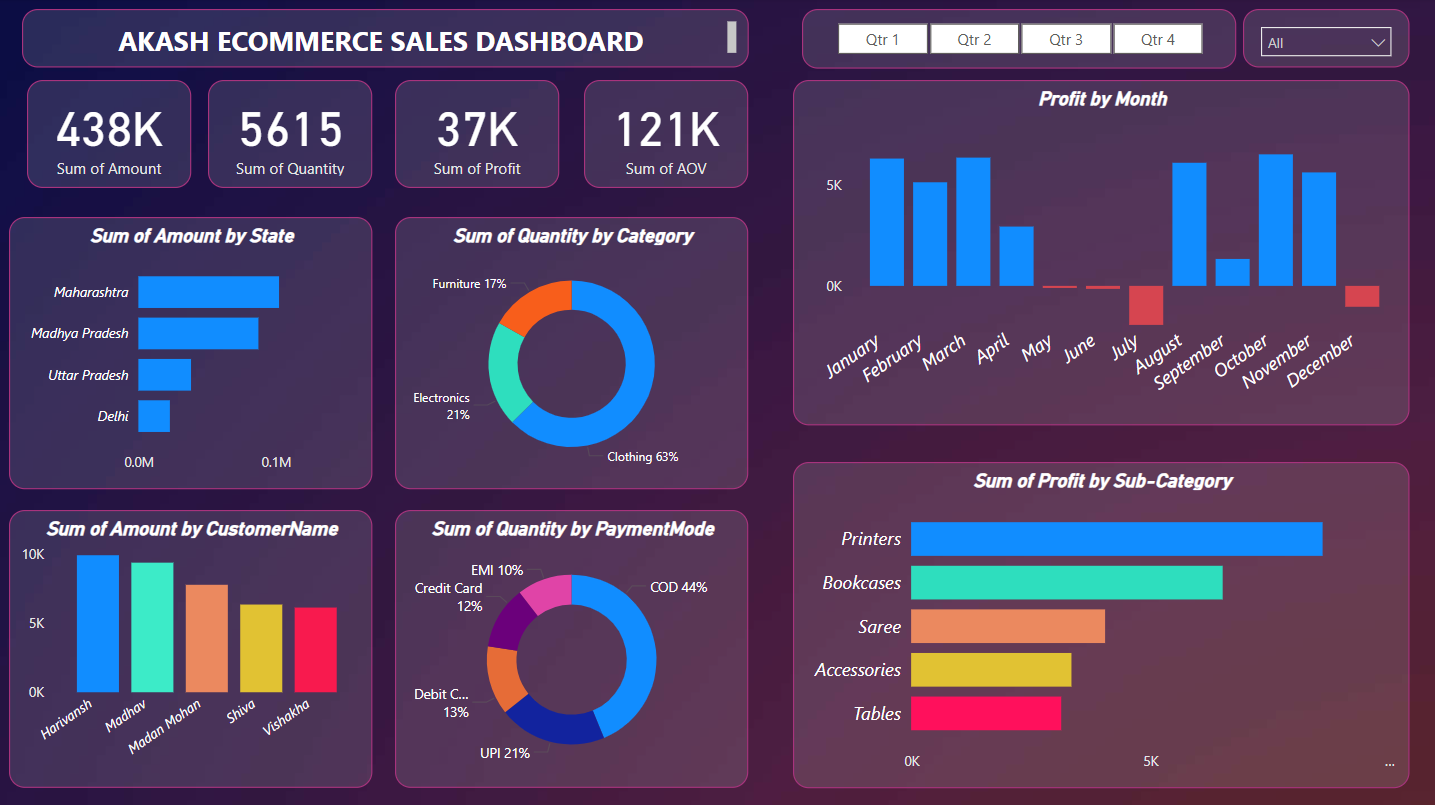 AKASH ECOMMERCE SALES DASHBOARD
Qtr 1
Qtr 2
Qtr 3
Qtr 4
All
438K
Sum of Amount
5615
Sum of Quantity
37K
Sum of Profit
121K
Sum of AOV
Profit by Month
5K
0K
January
February
March
April
May
June
July
August
September
October
November
December
Sum of Amount by State
Maharashtra
Madhya Pradesh
Uttar Pradesh
Delhi
0.0M
0.1M
Sum of Quantity by Category
Furniture 17%
Electronics
21%
Clothing 63%
Sum of Profit by Sub-Category
Printers
Bookcases
Saree
Accessories
Tables
0K
5K
...
Sum of Amount by CustomerName
10K
5K
0K
Harivansh
Madhav
Madan Mohan
Shiva
Vishakha
Sum of Quantity by PaymentMode
EMI 10%
COD 44%
Credit Card
12%
Debit C...
13%
UPI 21%